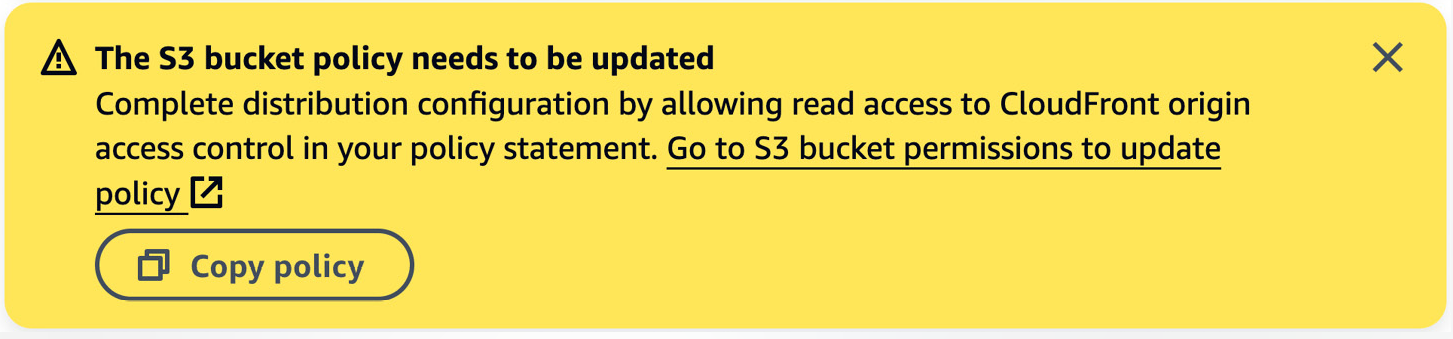 The S3 bucket policy needs to be updated
Complete distribution configuration by allowing read access to CloudFront origin
access control in your policy statement. Go to S3 bucket permissions to update
policy
Copy policy